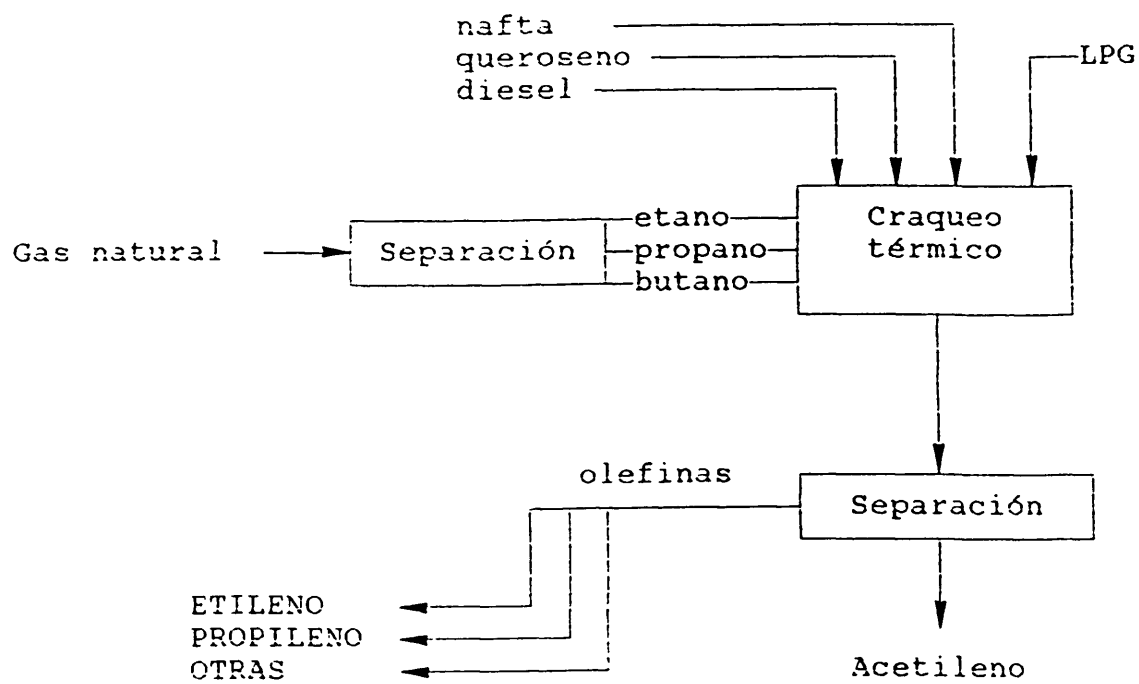 nafta
queroseno
diesel
LPG
etano
Craqueo
térmico
Gas natural
Separación
propano
butano
olefinas
Separación
ETILENO
PROPILENO
OTRAS
Acetileno